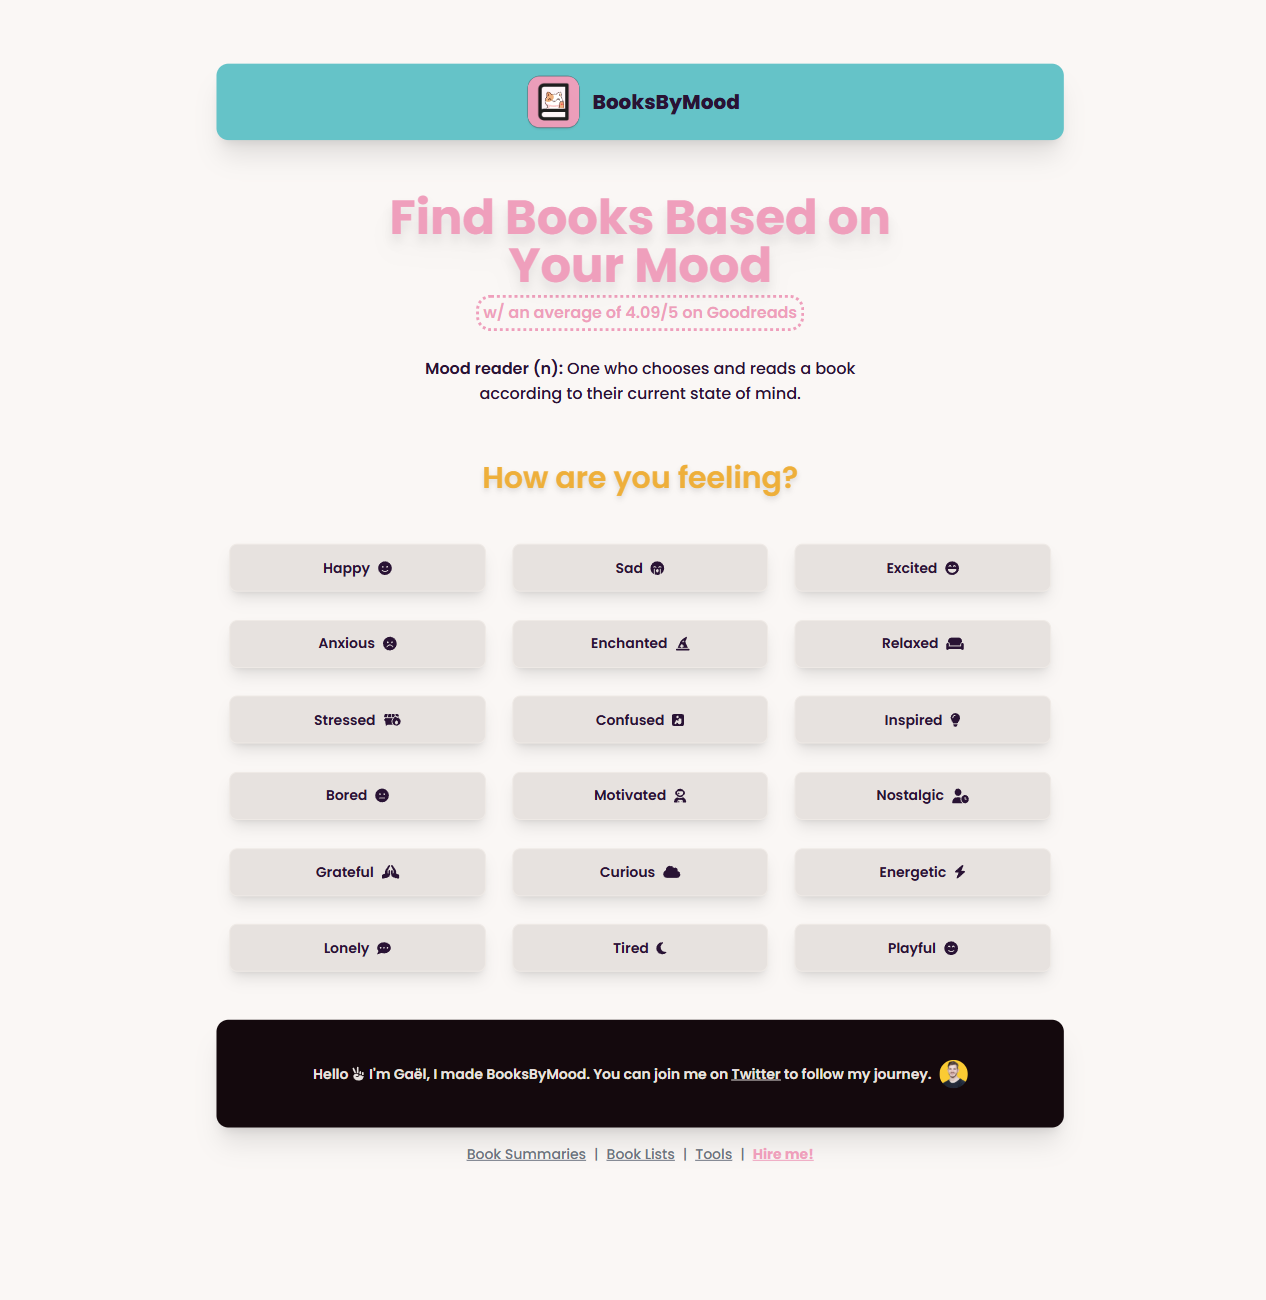 BooksByMood
Find Books Based on
Your Mood
w/ an average of 4.09/5 on Goodreads
Mood reader (n): One who chooses and reads a book
according to their current state of mind.
How are you feeling?
Happy
Sad
Excited
Anxious
Enchanted
Relaxed
Stressed
Confused
Inspired
Bored
Motivated
Nostalgic
Grateful
Curious
Energetic
Lonely
Tired
Playful
Hello ✌ I'm Gaël, I made BooksByMood. You can join me on Twitter to follow my journey.
Book Summaries | Book Lists | Tools | Hire me!